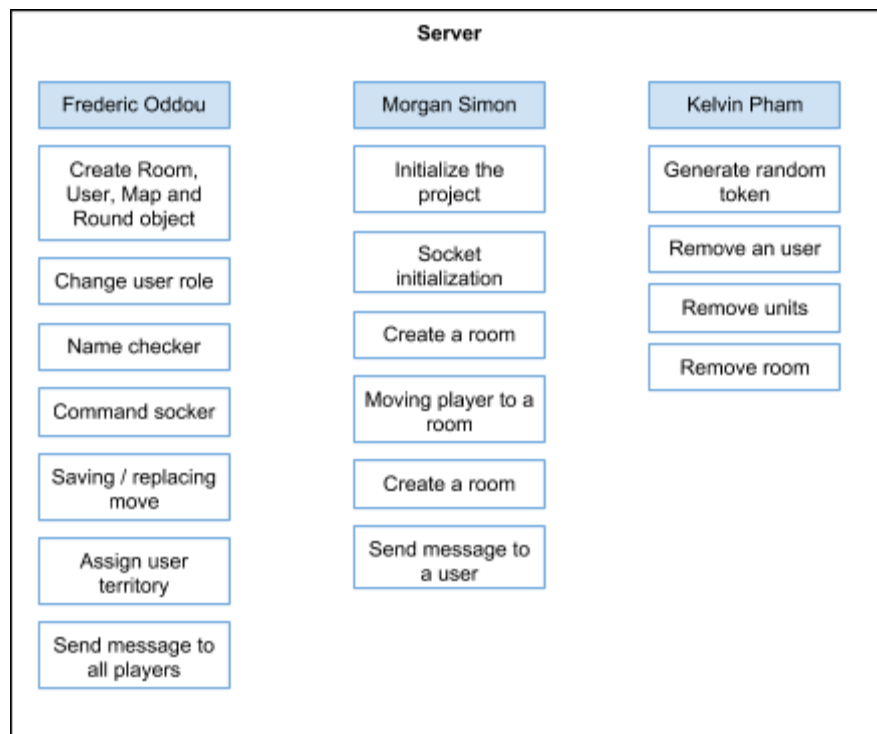 Server
Frederic Oddou
Create Room,
User, Map and
Round object
Change user role
Name checker
Command socker
Saving / replacing
move
Assign user
territory
Send message to
all players
Morgan Simon
Initialize the
project
Socket
initialization
Create a room
Moving player to a
room
Create a room
Send message to
a user
Kelvin Pham
Generate random
token
Remove an user
Remove units
Remove room